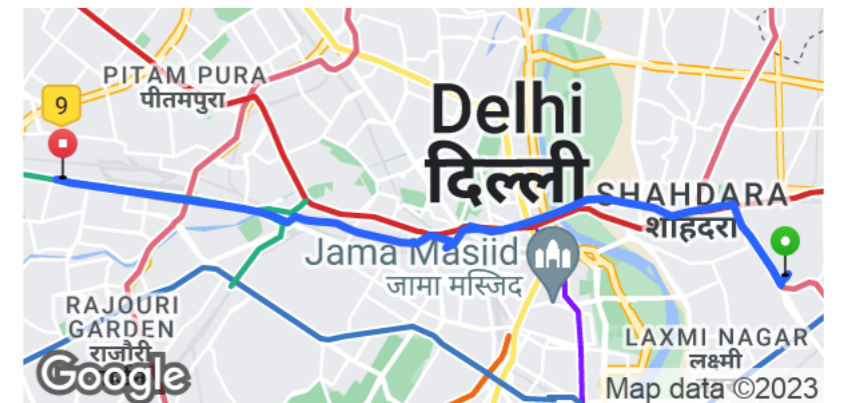 PITAM PURA
पीतमपुरा
9
Delhi
दिल्ली
SHAHDARA
शाहदरा
Jama Masjid
जामा मस्जिद
RAJOURI
GARDEN
राजौरी
LAXMI NAGAR
लक्ष्मी
Google
Map data ©2023